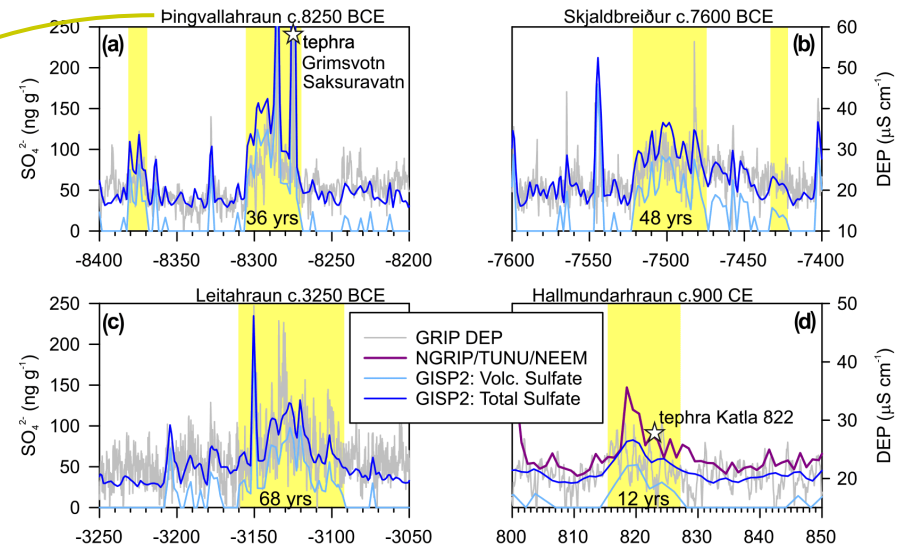 Þingvallahraun c.8250 BCE
Skjaldbreiður c.7600 BCE
250
200
150
100
50
0
SO₄²⁻ (ng g⁻¹)
(a)
tephra
Grimsvotn
Saksuravatn
36 yrs
-8400
-8350
-8300
-8250
-8200
(b)
48 yrs
60
50
40
30
20
10
DEP (µS cm⁻¹)
-7600
-7550
-7500
-7450
-7400
Leitahraun c.3250 BCE
Hallmundarhraun c.900 CE
250
200
150
100
50
0
SO₄²⁻ (ng g⁻¹)
(c)
68 yrs
-3250
-3200
-3150
-3100
-3050
GRIP DEP
NGRIP/TUNU/NEEM
GISP2: Volc. Sulfate
GISP2: Total Sulfate
(d)
tephra Katla 822
12 yrs
50
40
30
20
DEP (µS cm⁻¹)
800
810
820
830
840
850